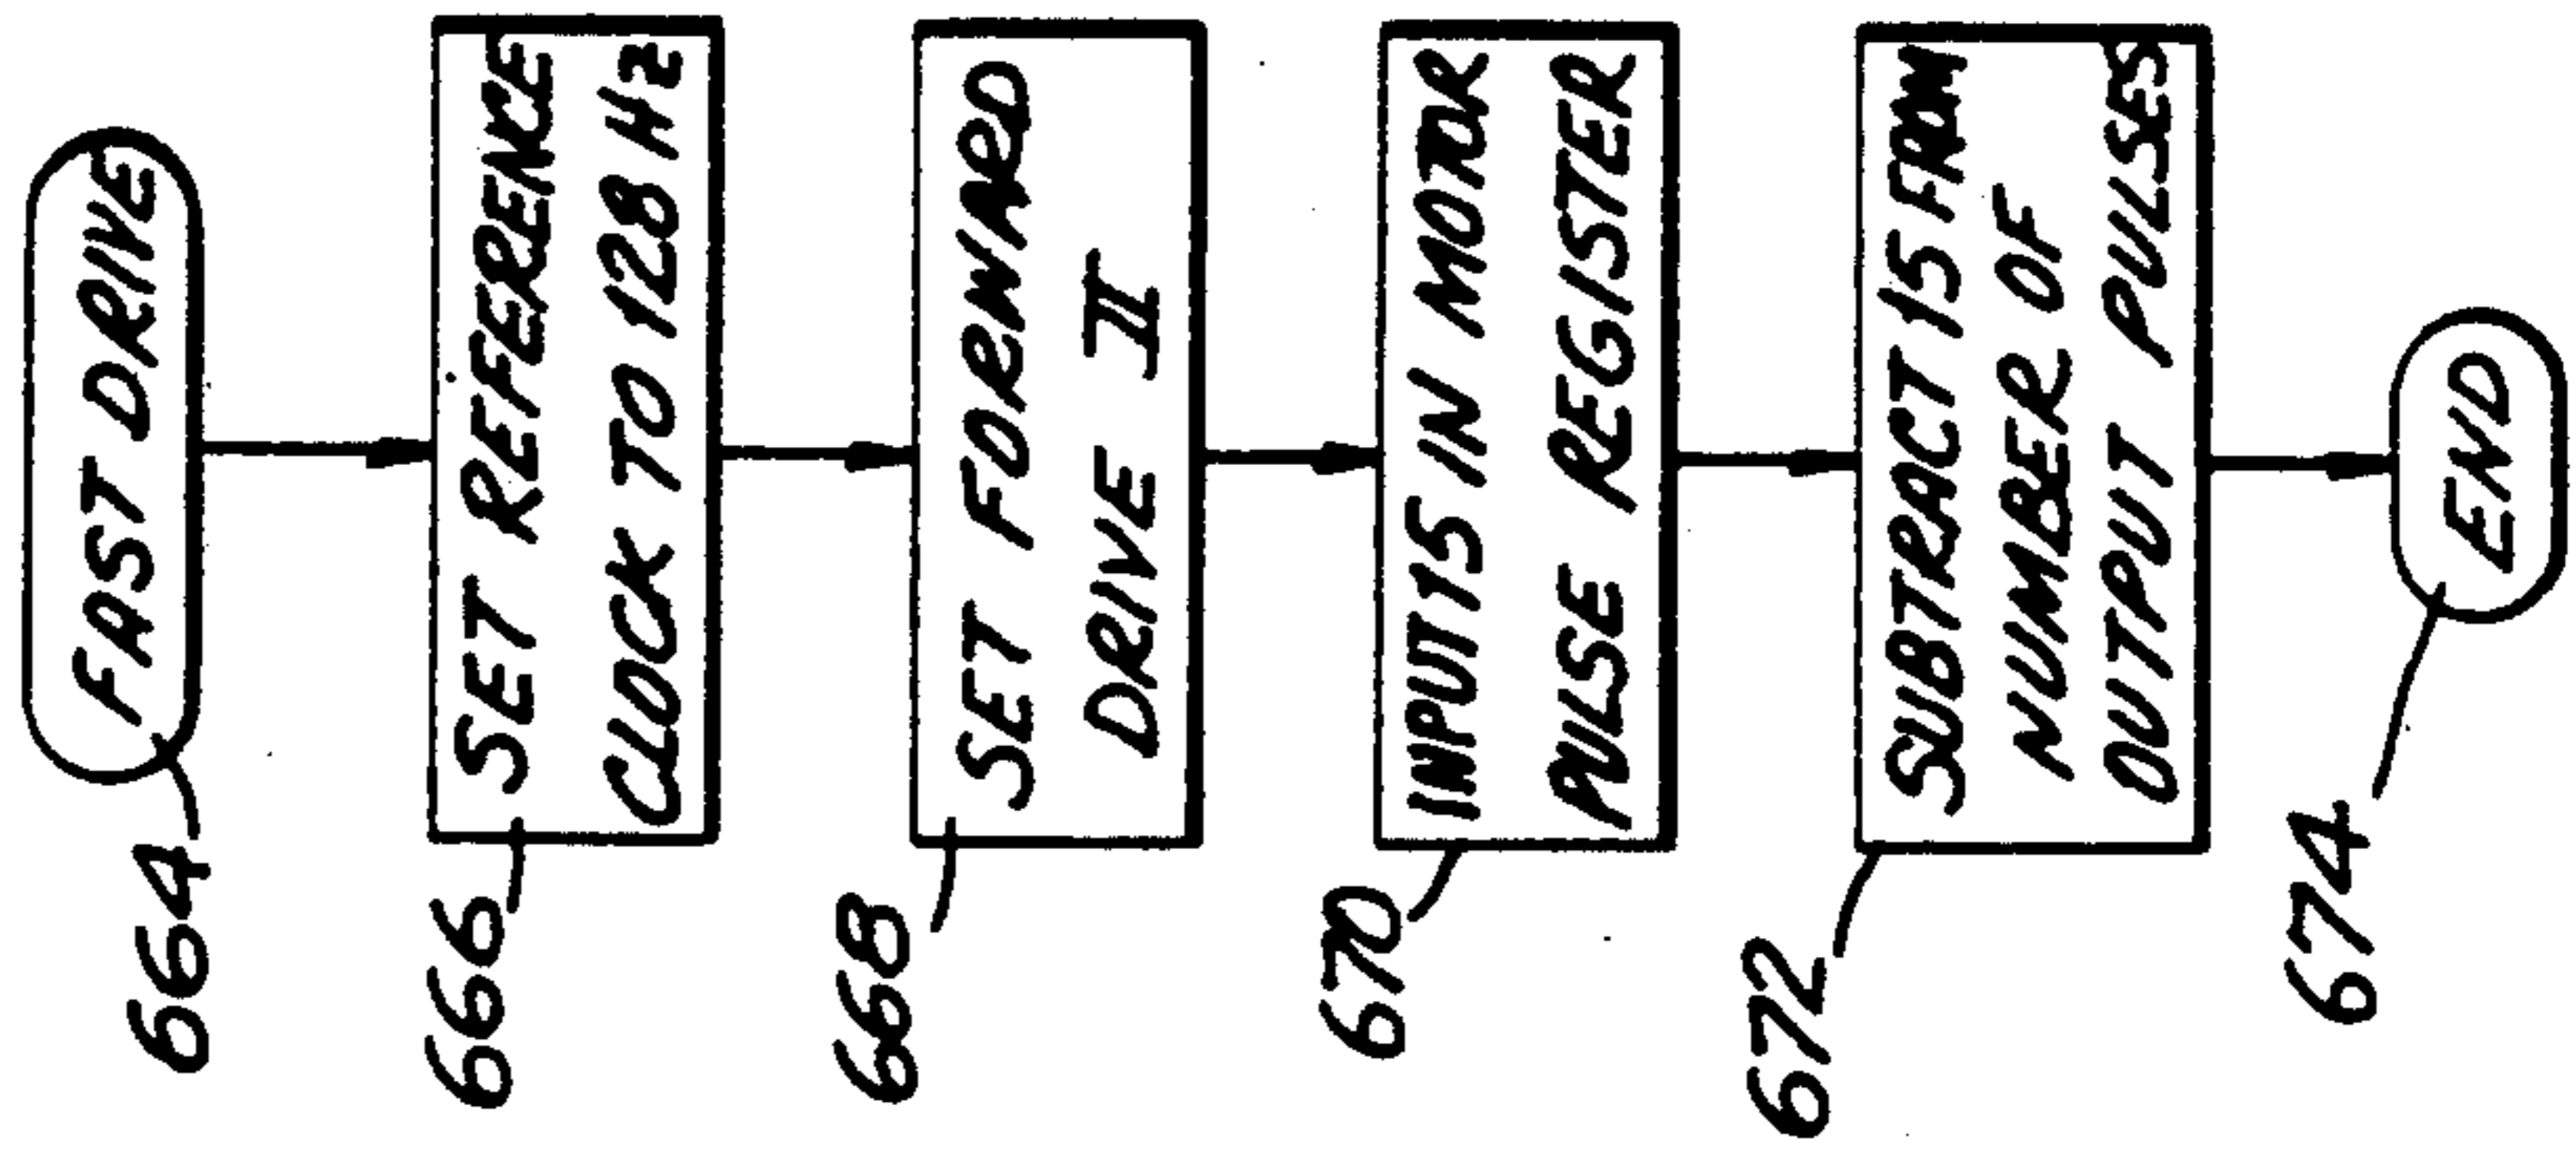 FAST DRIVE
664
SET REFERENCE
CLOCK TO 128 Hz
666
SET FORWARD
DRIVE II
668
INPUT 15 IN MOTOR
PULSE REGISTER
670
SUBTRACT 15 FROM
NUMBER OF
OUTPUT PULSES
672
END
674